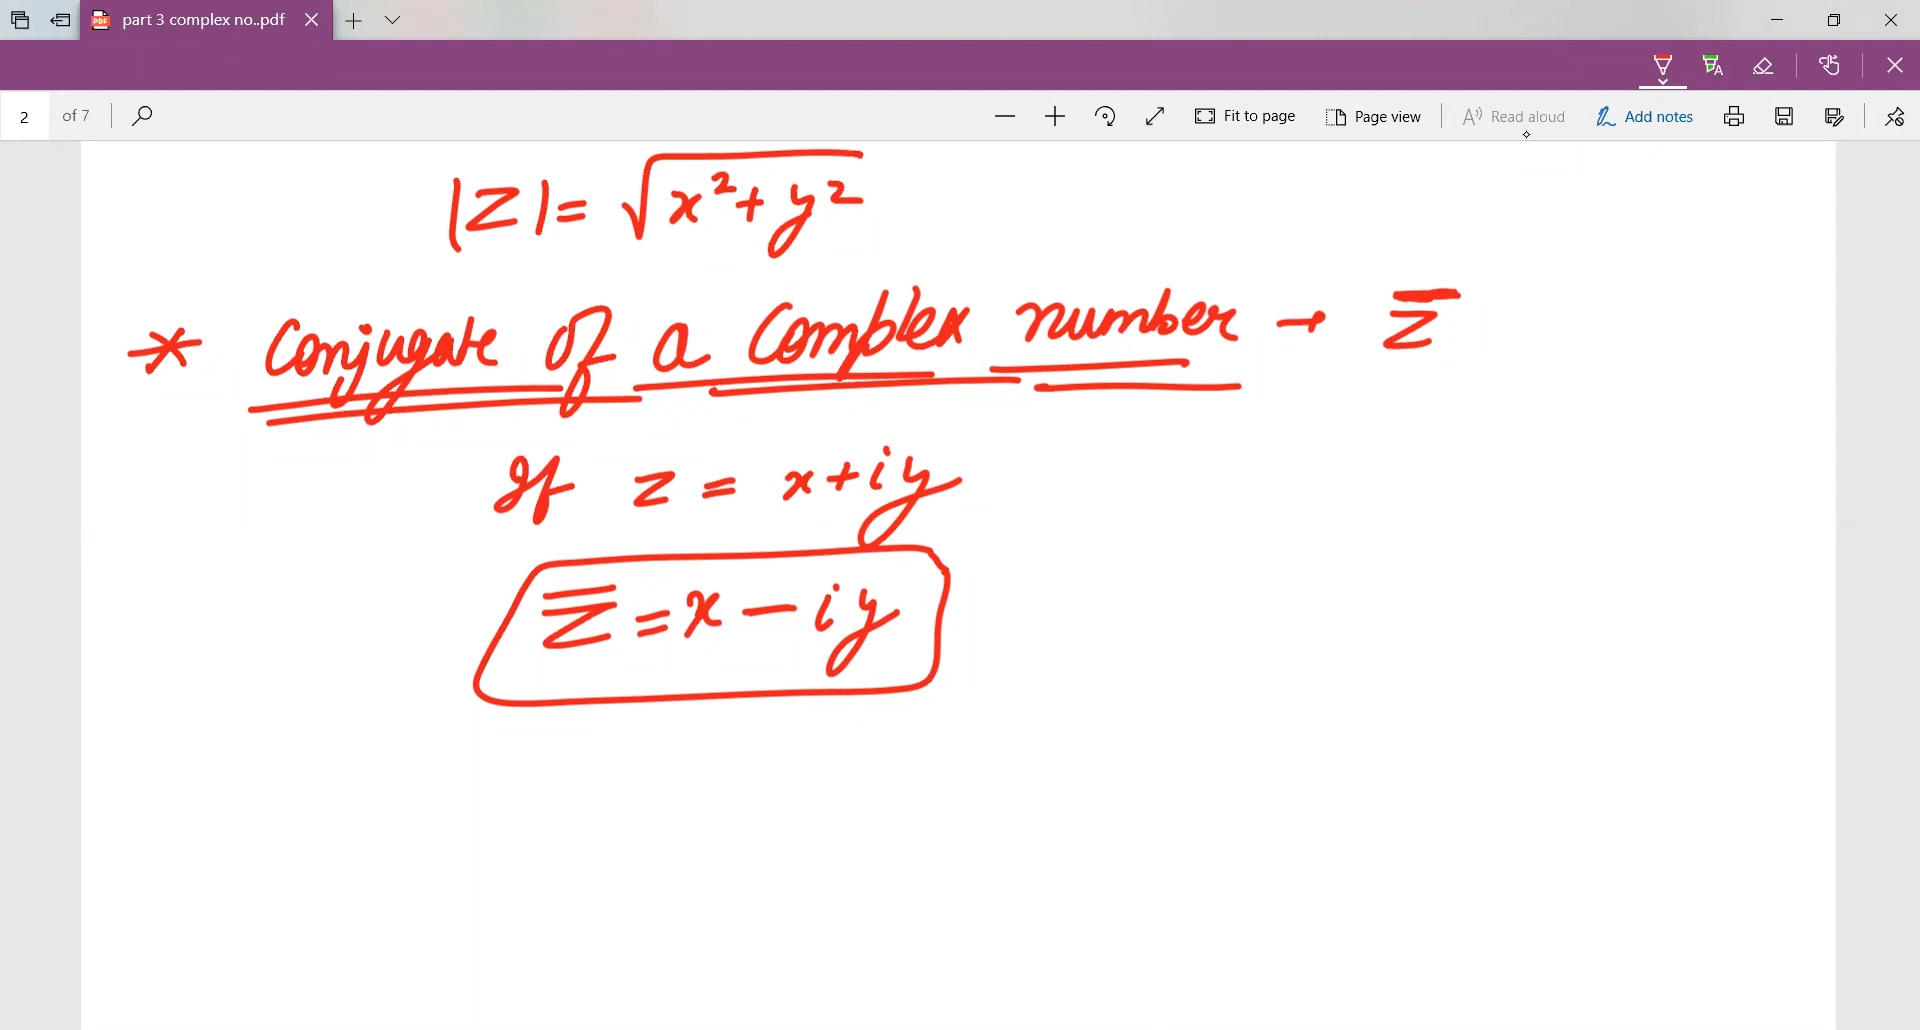 part 3 complex no..pdf
2 of 7 Fit to page Page view Read aloud Add notes
|Z| = √x²+y²
* Conjugate of a Complex number → z̅
If z = x+iy
z̅ = x − iy